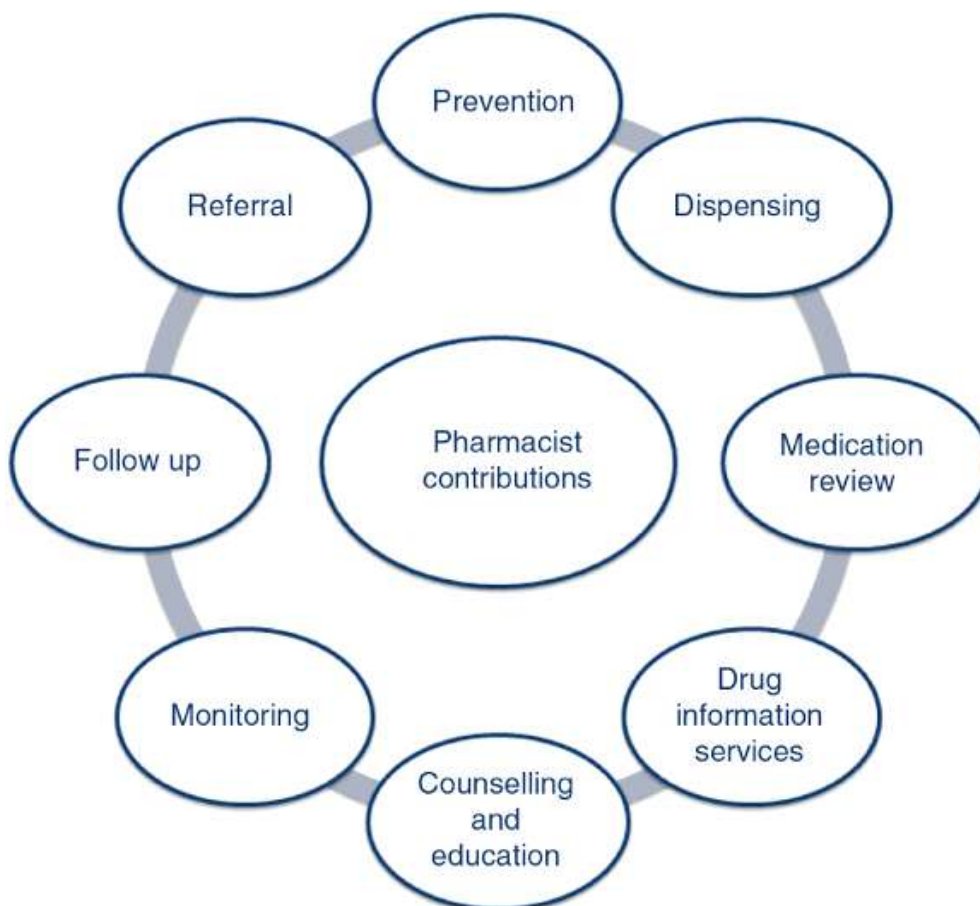 Prevention
Referral
Dispensing
Follow up
Pharmacist
contributions
Medication
review
Monitoring
Drug
information
services
Counselling
and
education